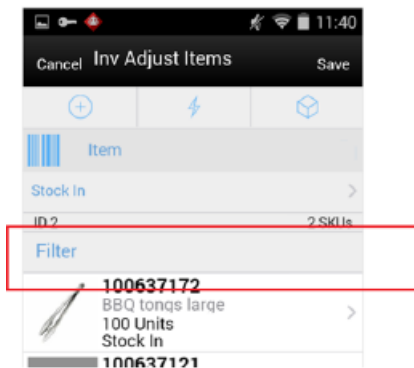 11:40
Cancel Inv Adjust Items Save
Item
Stock In
ID 2 2 SKUs
Filter
100637172
BBQ tongs large
100 Units
Stock In
100637121